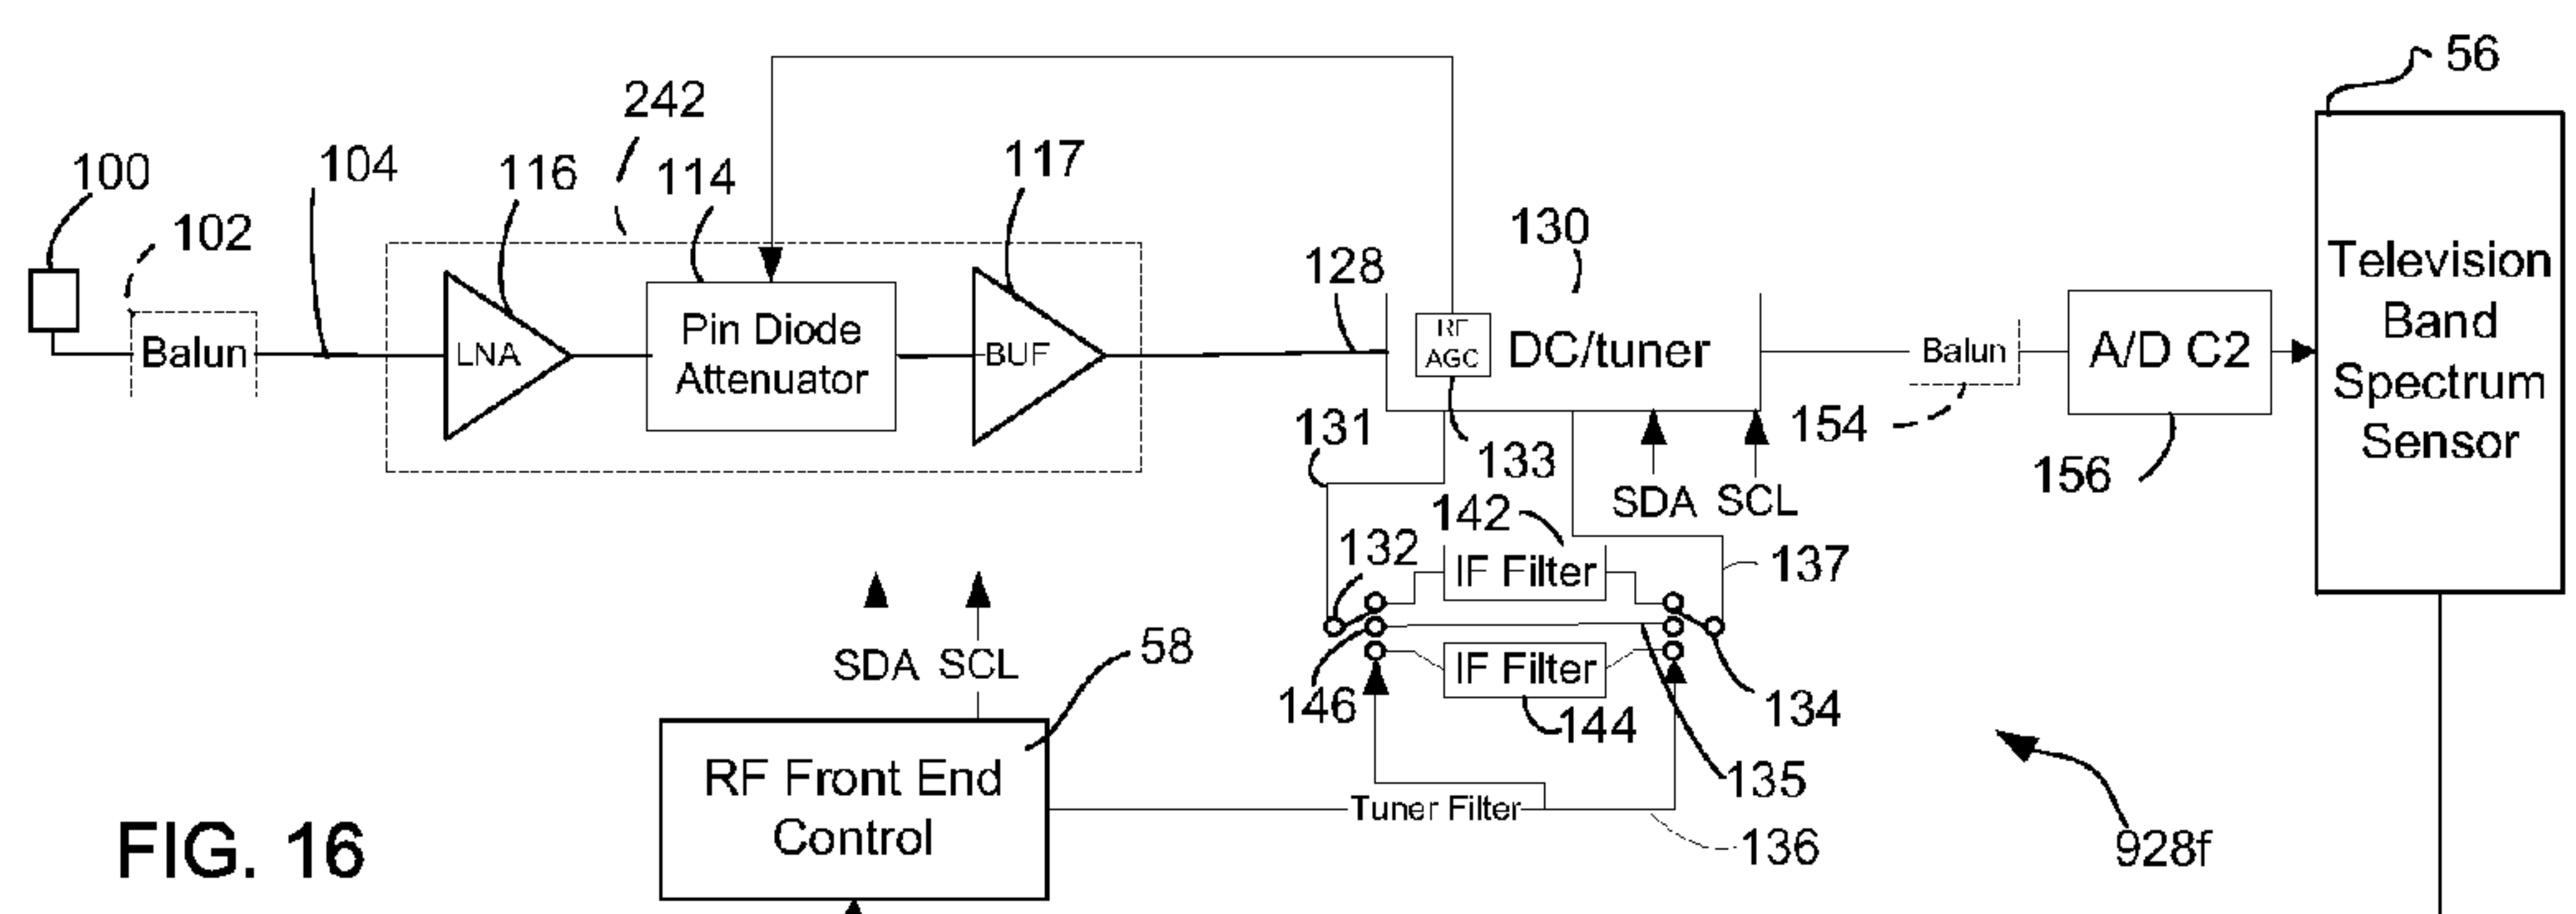 56
242
117
100
104
116
114
102
130
128
Balun
LNA
Pin Diode
Attenuator
BUF
RF
AGC
DC/tuner
Balun
A/D C2
Television
Band
Spectrum
Sensor
131
133
SDA SCL
154
156
142
132
IF Filter
137
SDA SCL
58
146
IF Filter
144
134
135
RF Front End
Control
Tuner Filter
136
928f
FIG. 16